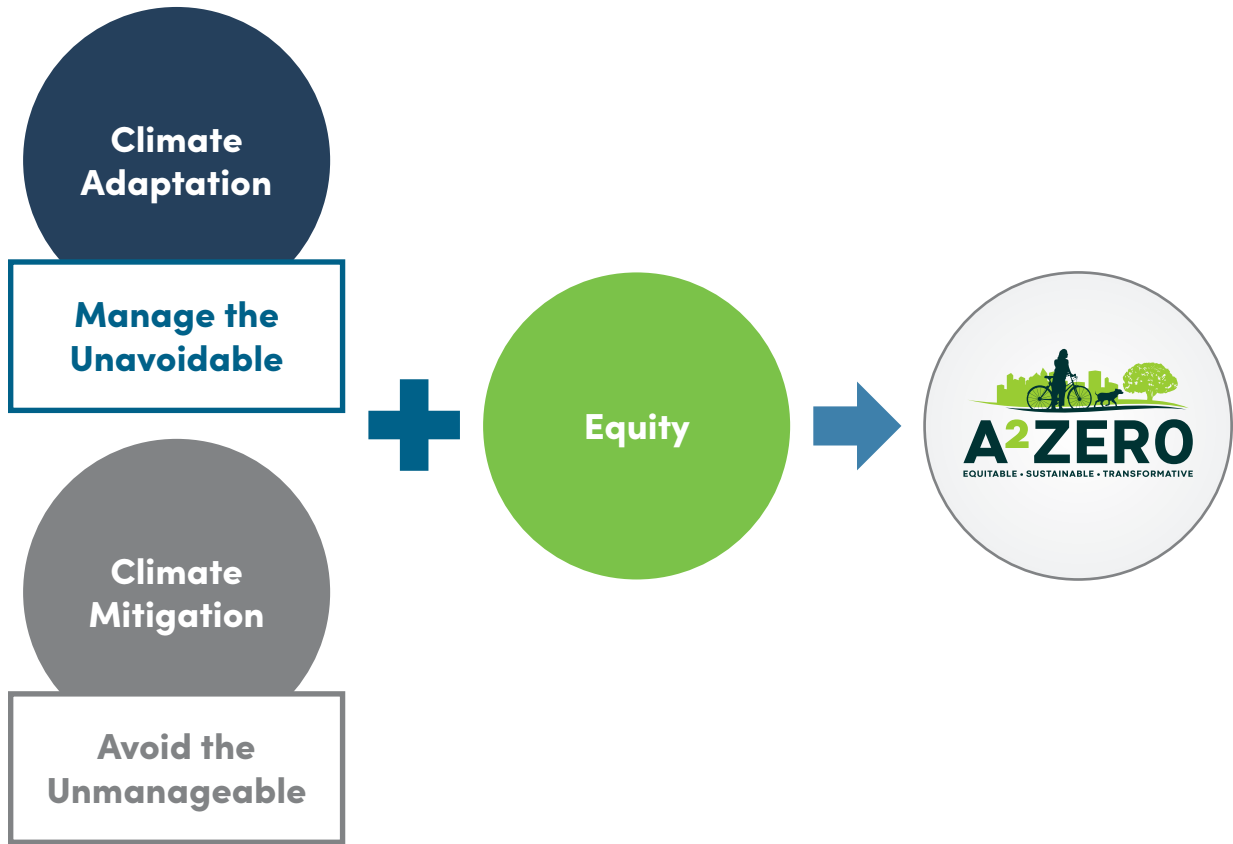 Climate
Adaptation
Manage the
Unavoidable
Climate
Mitigation
Avoid the
Unmanageable
Equity
A²ZERO
EQUITABLE • SUSTAINABLE • TRANSFORMATIVE